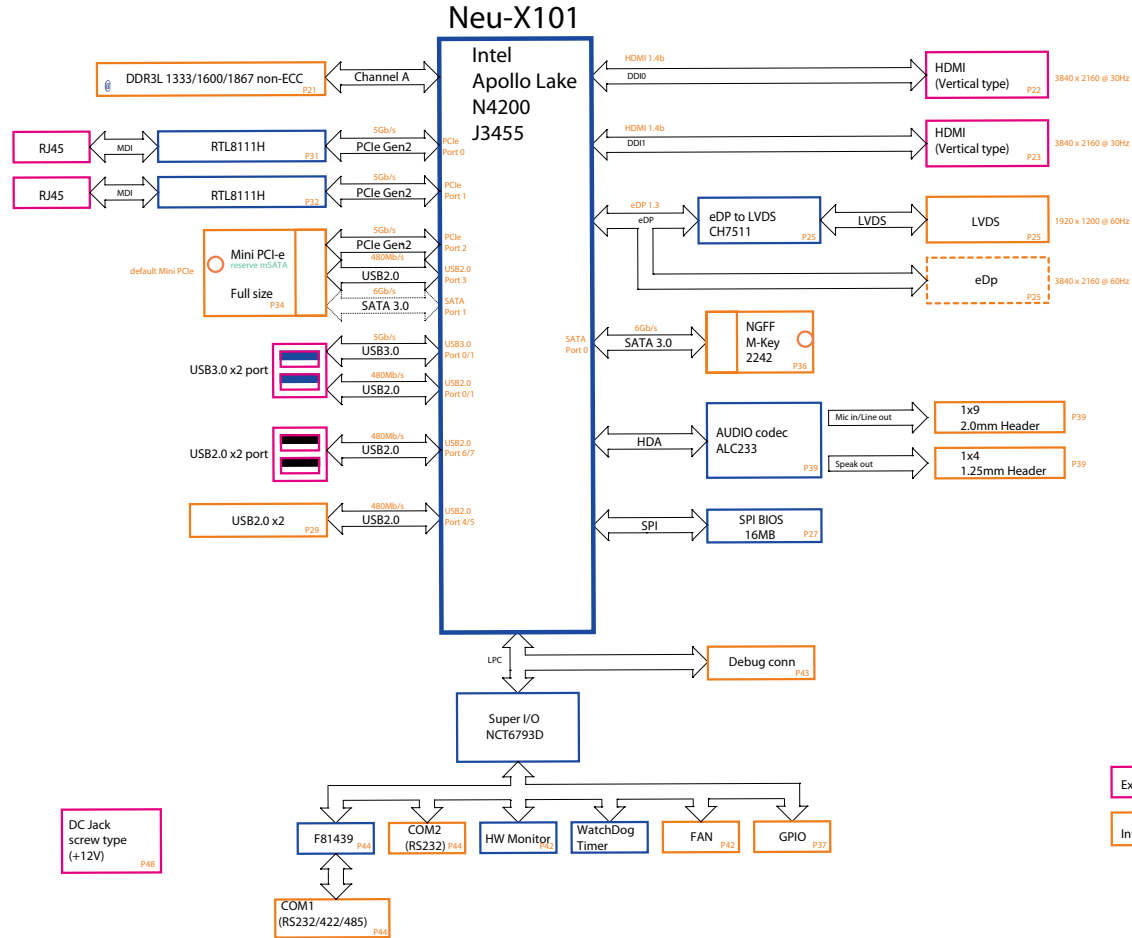 Neu-X101
Intel
Apollo Lake
N4200
J3455
DDR3L 1333/1600/1867 non-ECC
P21
Channel A
RJ45
MDI
RTL8111H
P31
5Gb/s
PCIe Gen2
PCIe
Port 0
RJ45
MDI
RTL8111H
P32
5Gb/s
PCIe Gen2
PCIe
Port 1
default Mini PCIe
Mini PCI-e
reserve mSATA
Full size
P34
5Gb/s
PCIe Gen2
PCIe
Port 2
480Mb/s
USB2.0
USB2.0
Port 3
6Gb/s
SATA 3.0
SATA
Port 1
USB3.0 x2 port
5Gb/s
USB3.0
USB3.0
Port 0/1
480Mb/s
USB2.0
USB2.0
Port 0/1
USB2.0 x2 port
480Mb/s
USB2.0
USB2.0
Port 6/7
USB2.0 x2
P29
480Mb/s
USB2.0
USB2.0
Port 4/5
HDMI 1.4b
DDI0
HDMI
(Vertical type)
P22
3840 x 2160 @ 30Hz
HDMI 1.4b
DDI1
HDMI
(Vertical type)
P23
3840 x 2160 @ 30Hz
eDP 1.3
eDP
eDP to LVDS
CH7511
P25
LVDS
LVDS
P25
1920 x 1200 @ 60Hz
eDp
P25
3840 x 2160 @ 60Hz
SATA
Port 0
6Gb/s
SATA 3.0
NGFF
M-Key
2242
P36
HDA
AUDIO codec
ALC233
P39
Mic in/Line out
1x9
2.0mm Header
P39
Speak out
1x4
1.25mm Header
P39
SPI
SPI BIOS
16MB
P27
LPC
Debug conn
P43
Super I/O
NCT6793D
F81439
P44
COM2
(RS232)
P44
HW Monitor
P42
WatchDog
Timer
FAN
P42
GPIO
P37
COM1
(RS232/422/485)
P44
DC Jack
screw type
(+12V)
P48
Ex
Int